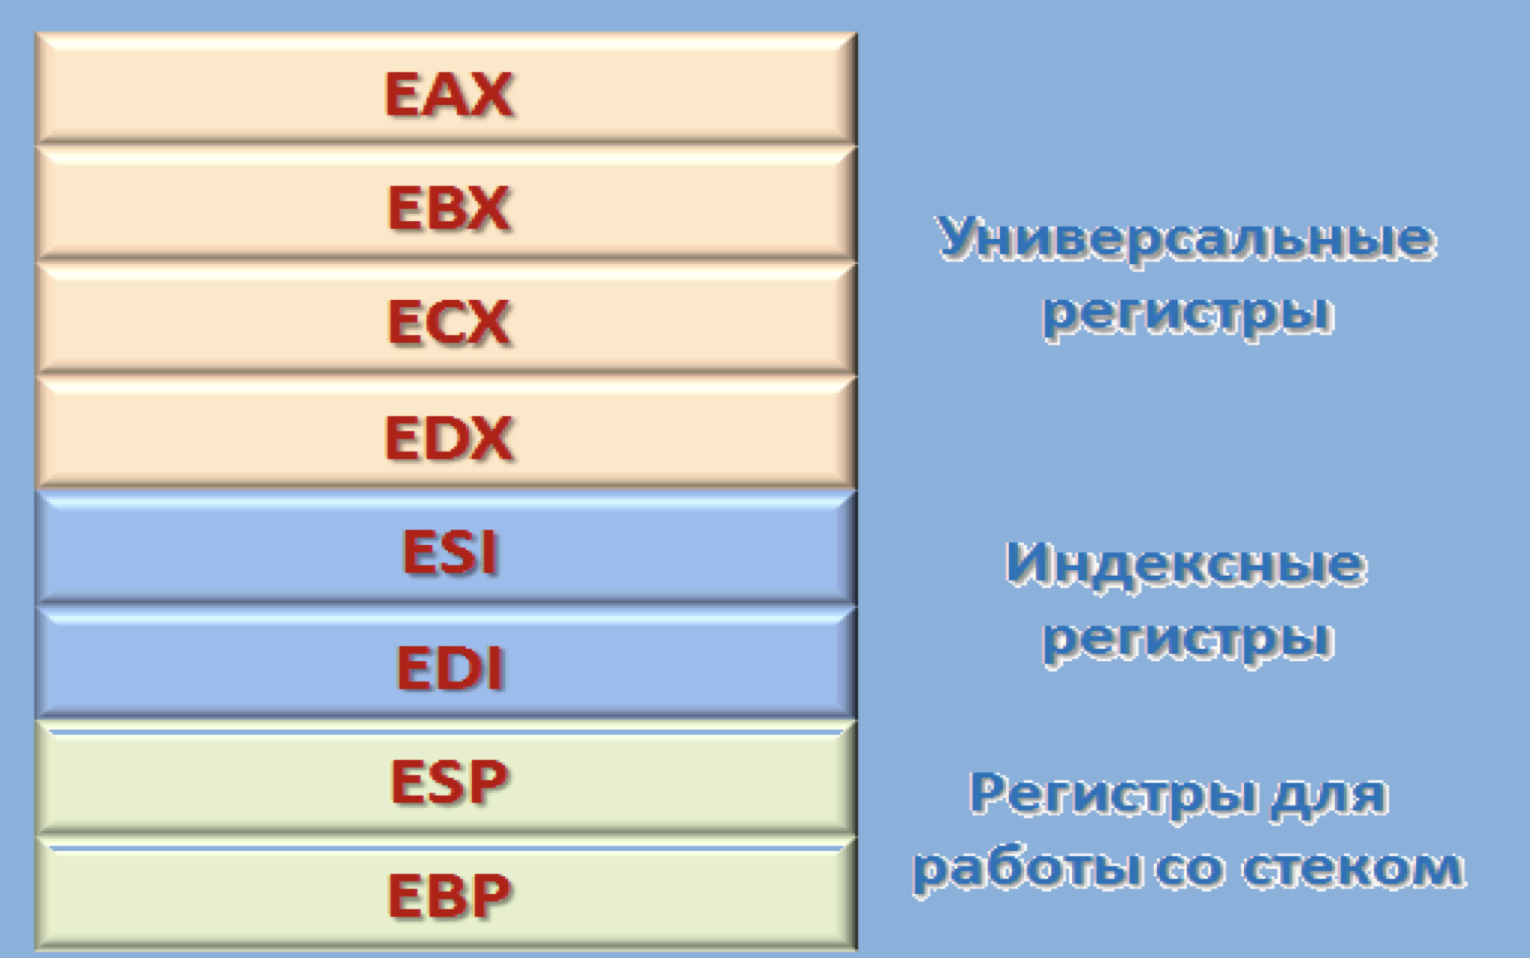 EAX
EBX
ECX
EDX
ESI
EDI
ESP
EBP
Универсальные
регистры
Индексные
регистры
Регистры для
работы со стеком